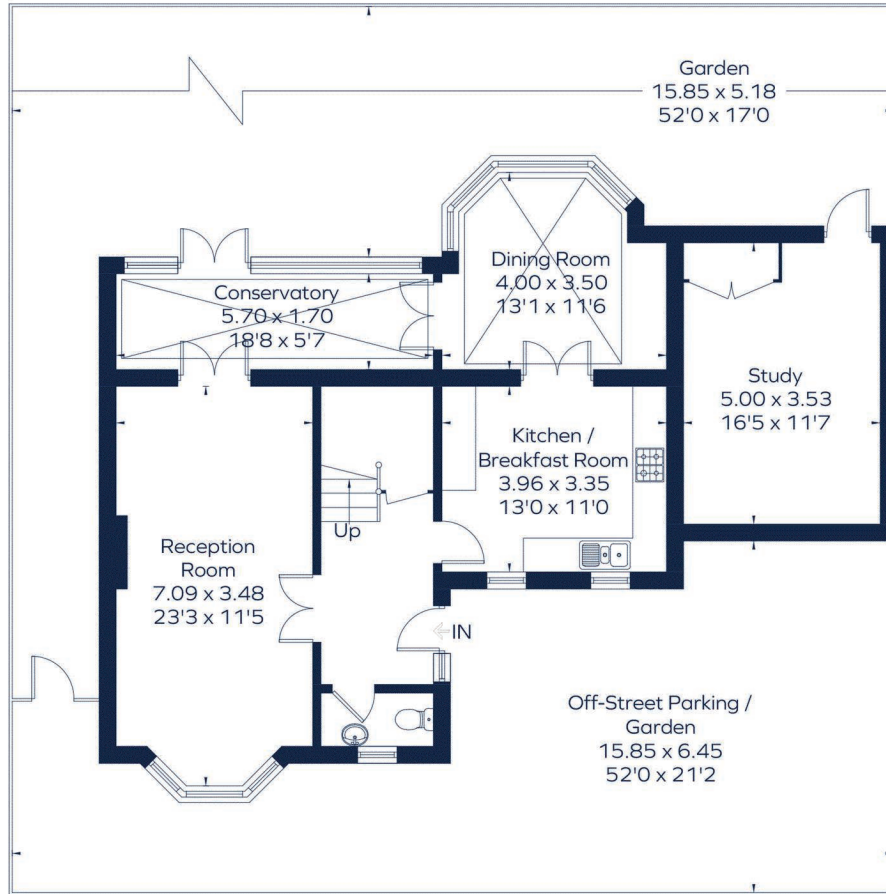 Garden
15.85 x 5.18
52'0 x 17'0
Dining Room
4.00 x 3.50
13'1 x 11'6
Conservatory
5.70 x 1.70
18'8 x 5'7
Study
5.00 x 3.53
16'5 x 11'7
Kitchen /
Breakfast Room
3.96 x 3.35
13'0 x 11'0
Up
Reception
Room
7.09 x 3.48
23'3 x 11'5
IN
Off-Street Parking /
Garden
15.85 x 6.45
52'0 x 21'2